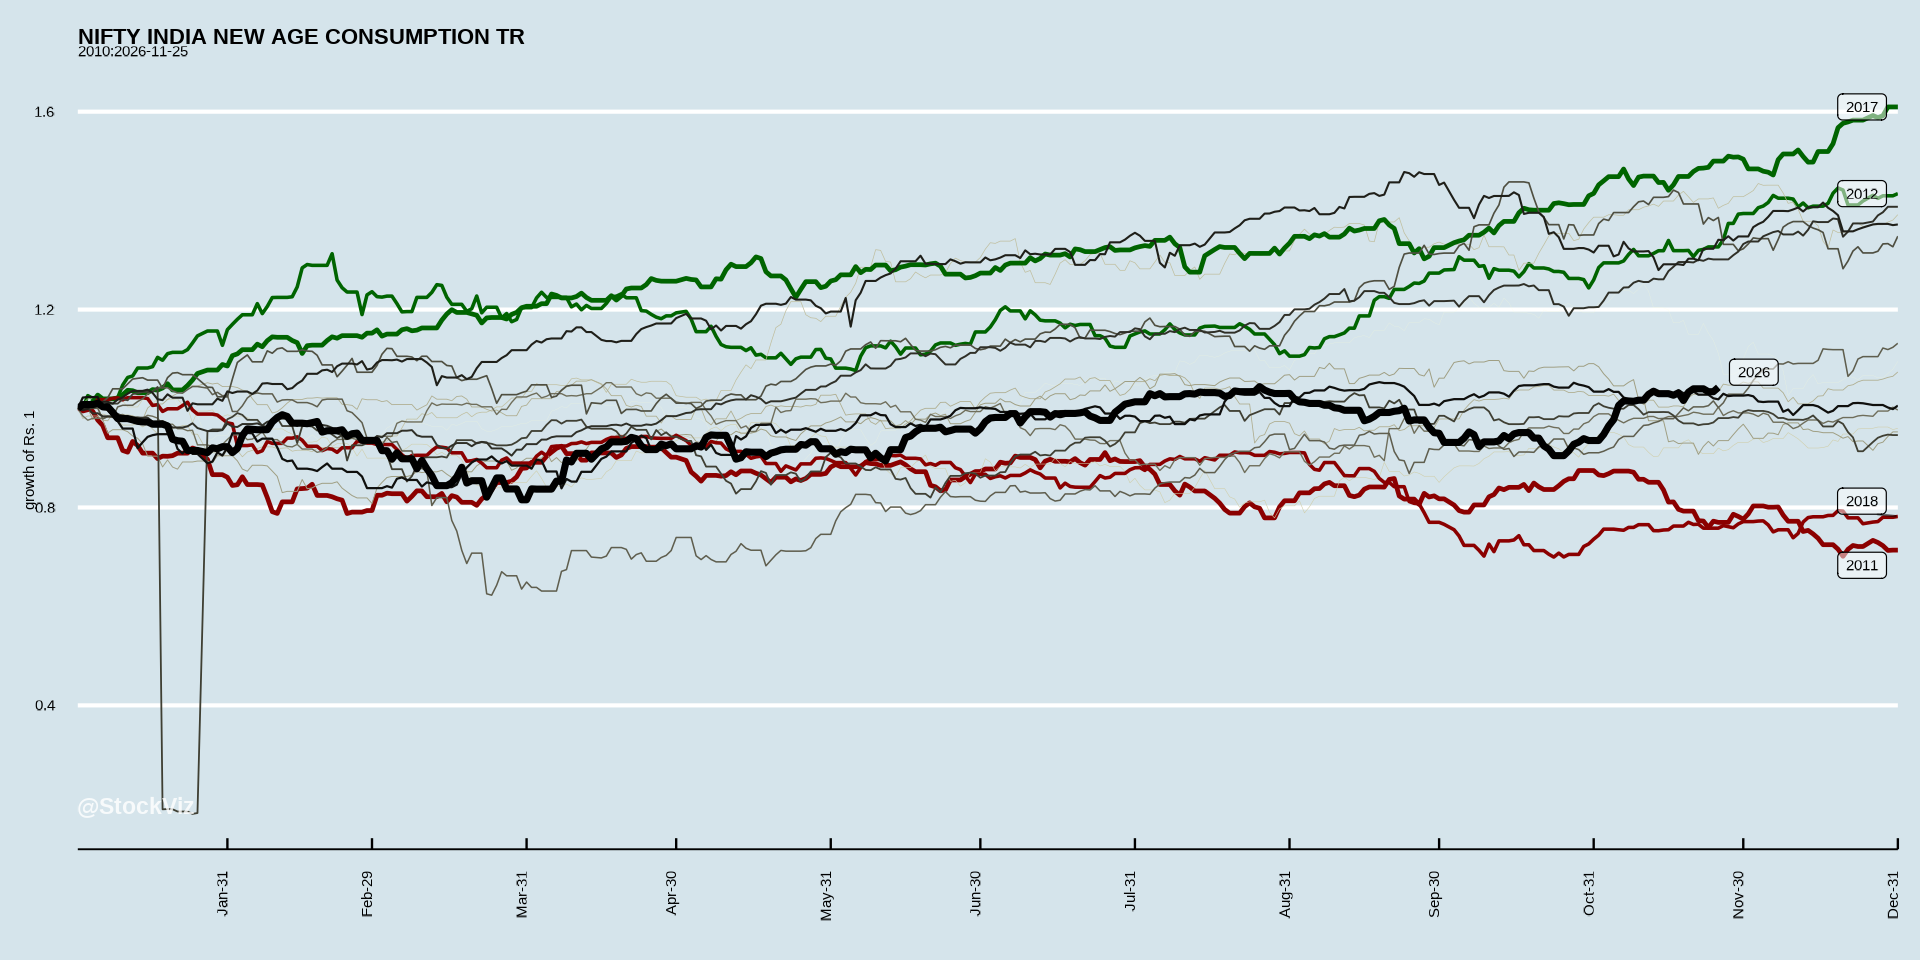 NIFTY INDIA NEW AGE CONSUMPTION TR
2010:2026-11-25
growth of Rs. 1
1.6
1.2
0.8
0.4
2017
2012
2026
2018
2011
@StockViz
Jan-31
Feb-29
Mar-31
Apr-30
May-31
Jun-30
Jul-31
Aug-31
Sep-30
Oct-31
Nov-30
Dec-31